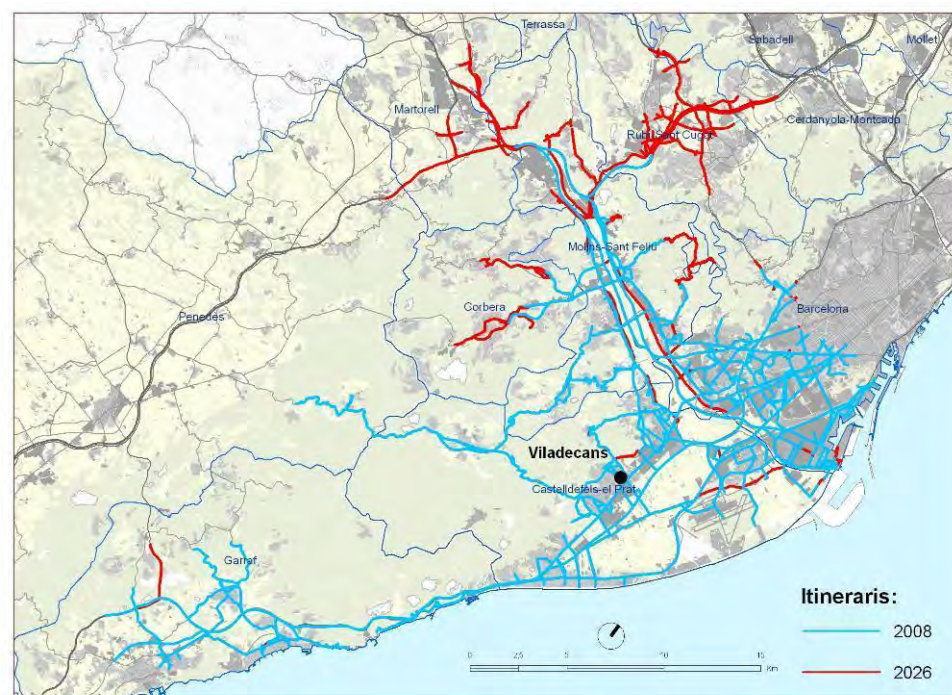 Terrassa
Sabadell
Mollet
Martorell
Cerdanyola-Montcada
Rubí-Sant Cugat
Molins-Sant Feliu
Corbera
Barcelona
Penedès
Viladecans
Castelldefels-el Prat
Garraf
Itineraris:
2008
2026
0 2,5 5 10 15
Km